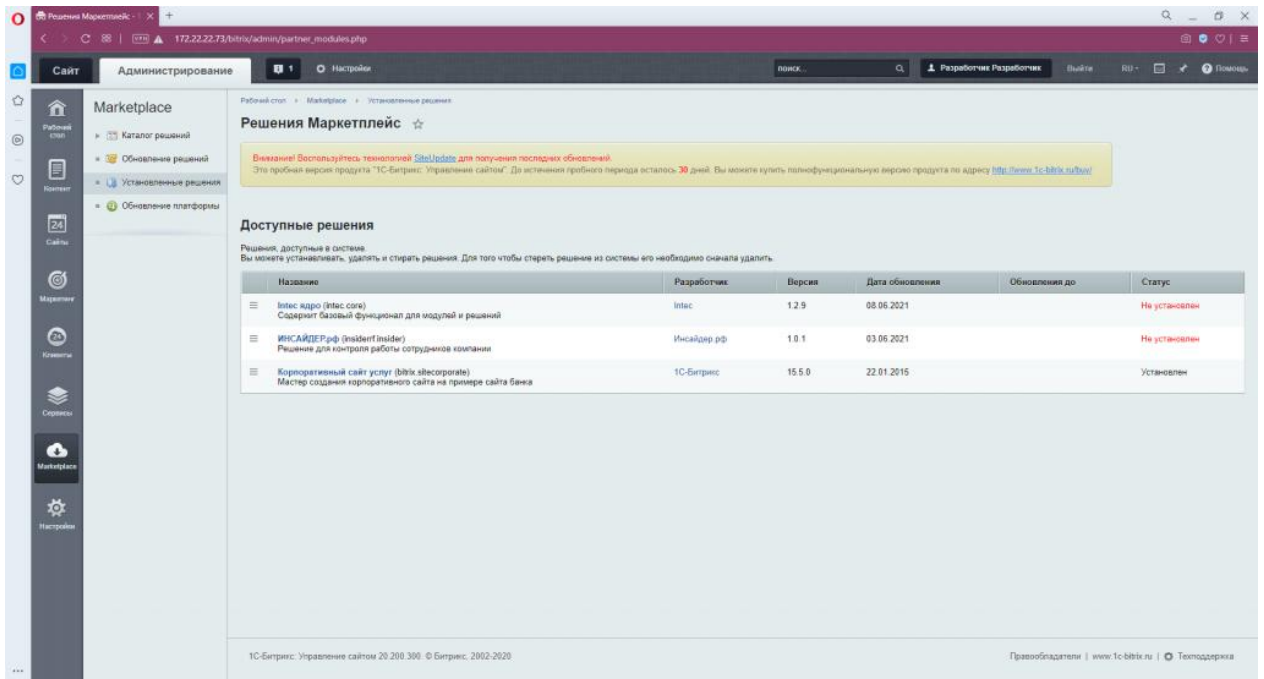 Решения Маркетплейс -
VPN 172.22.22.73/bitrix/admin/partner_modules.php
Сайт Администрирование 1 Настройки поиск... Разработчик Разработчик Выйти RU Помощь
Рабочий стол
Контент
24
Сайты
Маркетинг
24
Клиенты
Сервисы
Marketplace
Настройки
Marketplace
Каталог решений
Обновление решений
Установленные решения
Обновление платформы
Рабочий стол Marketplace Установленные решения
Решения Маркетплейс
Внимание! Воспользуйтесь технологией SiteUpdate для получения последних обновлений.
Это пробная версия продукта "1С-Битрикс: Управление сайтом". До истечения пробного периода осталось 30 дней. Вы можете купить полнофункциональную версию продукта по адресу http://www.1c-bitrix.ru/buy/
Доступные решения
Решения, доступные в системе.
Вы можете устанавливать, удалять и стирать решения. Для того чтобы стереть решение из системы его необходимо сначала удалить.
Название Разработчик Версия Дата обновления Обновления до Статус
Intec ядро (intec.core) Intec 1.2.9 08.06.2021 Не установлен
Содержит базовый функционал для модулей и решений
ИНСАЙДЕР.рф (insiderrf.insider) Инсайдер.рф 1.0.1 03.06.2021 Не установлен
Решение для контроля работы сотрудников компании
Корпоративный сайт услуг (bitrix.sitecorporate) 1С-Битрикс 15.5.0 22.01.2015 Установлен
Мастер создания корпоративного сайта на примере сайта банка
1С-Битрикс: Управление сайтом 20.200.300. © Битрикс, 2002-2020 Правообладатели | www.1c-bitrix.ru | Техподдержка